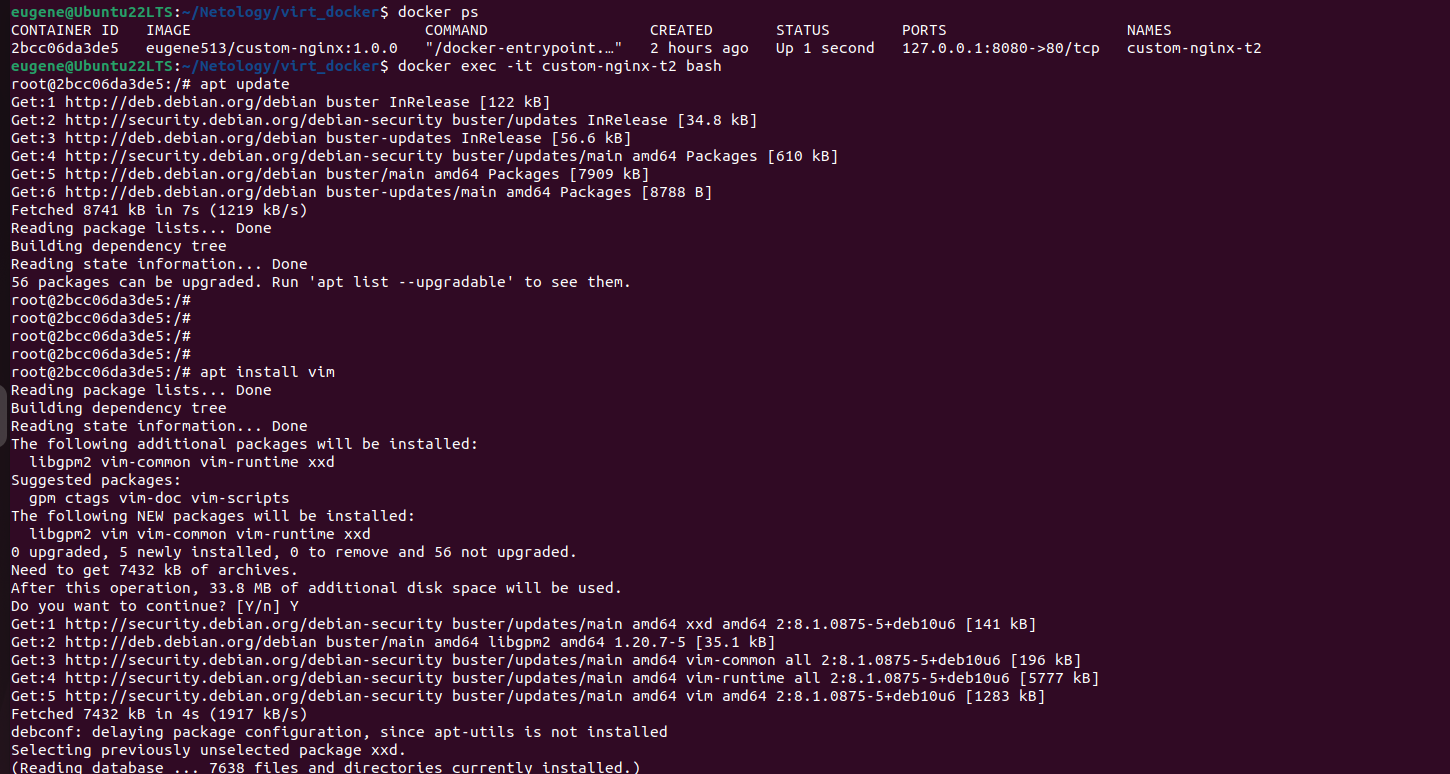 eugene@Ubuntu22LTS:~/Netology/virt_docker$ docker ps
CONTAINER ID   IMAGE                          COMMAND                  CREATED       STATUS        PORTS                    NAMES
2bcc06da3de5   eugene513/custom-nginx:1.0.0   "/docker-entrypoint.…"   2 hours ago   Up 1 second   127.0.0.1:8080->80/tcp   custom-nginx-t2
eugene@Ubuntu22LTS:~/Netology/virt_docker$ docker exec -it custom-nginx-t2 bash
root@2bcc06da3de5:/# apt update
Get:1 http://deb.debian.org/debian buster InRelease [122 kB]
Get:2 http://security.debian.org/debian-security buster/updates InRelease [34.8 kB]
Get:3 http://deb.debian.org/debian buster-updates InRelease [56.6 kB]
Get:4 http://security.debian.org/debian-security buster/updates/main amd64 Packages [610 kB]
Get:5 http://deb.debian.org/debian buster/main amd64 Packages [7909 kB]
Get:6 http://deb.debian.org/debian buster-updates/main amd64 Packages [8788 B]
Fetched 8741 kB in 7s (1219 kB/s)
Reading package lists... Done
Building dependency tree
Reading state information... Done
56 packages can be upgraded. Run 'apt list --upgradable' to see them.
root@2bcc06da3de5:/#
root@2bcc06da3de5:/#
root@2bcc06da3de5:/#
root@2bcc06da3de5:/#
root@2bcc06da3de5:/# apt install vim
Reading package lists... Done
Building dependency tree
Reading state information... Done
The following additional packages will be installed:
  libgpm2 vim-common vim-runtime xxd
Suggested packages:
  gpm ctags vim-doc vim-scripts
The following NEW packages will be installed:
  libgpm2 vim vim-common vim-runtime xxd
0 upgraded, 5 newly installed, 0 to remove and 56 not upgraded.
Need to get 7432 kB of archives.
After this operation, 33.8 MB of additional disk space will be used.
Do you want to continue? [Y/n] Y
Get:1 http://security.debian.org/debian-security buster/updates/main amd64 xxd amd64 2:8.1.0875-5+deb10u6 [141 kB]
Get:2 http://deb.debian.org/debian buster/main amd64 libgpm2 amd64 1.20.7-5 [35.1 kB]
Get:3 http://security.debian.org/debian-security buster/updates/main amd64 vim-common all 2:8.1.0875-5+deb10u6 [196 kB]
Get:4 http://security.debian.org/debian-security buster/updates/main amd64 vim-runtime all 2:8.1.0875-5+deb10u6 [5777 kB]
Get:5 http://security.debian.org/debian-security buster/updates/main amd64 vim amd64 2:8.1.0875-5+deb10u6 [1283 kB]
Fetched 7432 kB in 4s (1917 kB/s)
debconf: delaying package configuration, since apt-utils is not installed
Selecting previously unselected package xxd.
(Reading database ... 7638 files and directories currently installed.)